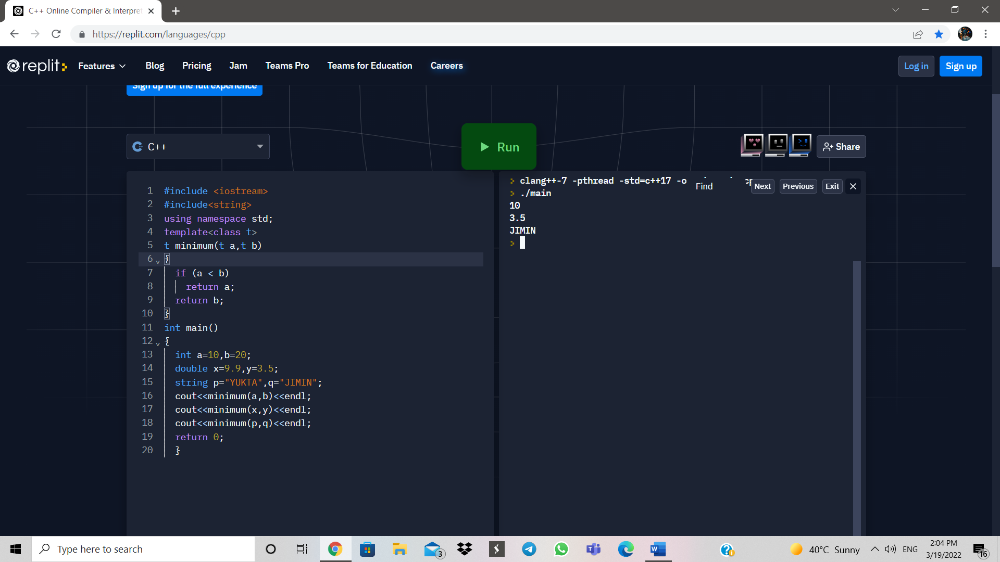 C++ Online Compiler & Interpret
https://replit.com/languages/cpp
replit
Features
Blog
Pricing
Jam
Teams Pro
Teams for Education
Careers
Log in
Sign up
Sign up for the full experience
C++
Run
Share
1 #include <iostream>
2 #include<string>
3 using namespace std;
4 template<class t>
5 t minimum(t a,t b)
6 {
7 if (a < b)
8 return a;
9 return b;
10 }
11 int main()
12 {
13 int a=10,b=20;
14 double x=9.9,y=3.5;
15 string p="YUKTA",q="JIMIN";
16 cout<<minimum(a,b)<<endl;
17 cout<<minimum(x,y)<<endl;
18 cout<<minimum(p,q)<<endl;
19 return 0;
20 }
clang++-7 -pthread -std=c++17 -o
Find
Next
Previous
Exit
./main
10
3.5
JIMIN
Type here to search
3
40°C Sunny
ENG
2:04 PM
3/19/2022
16